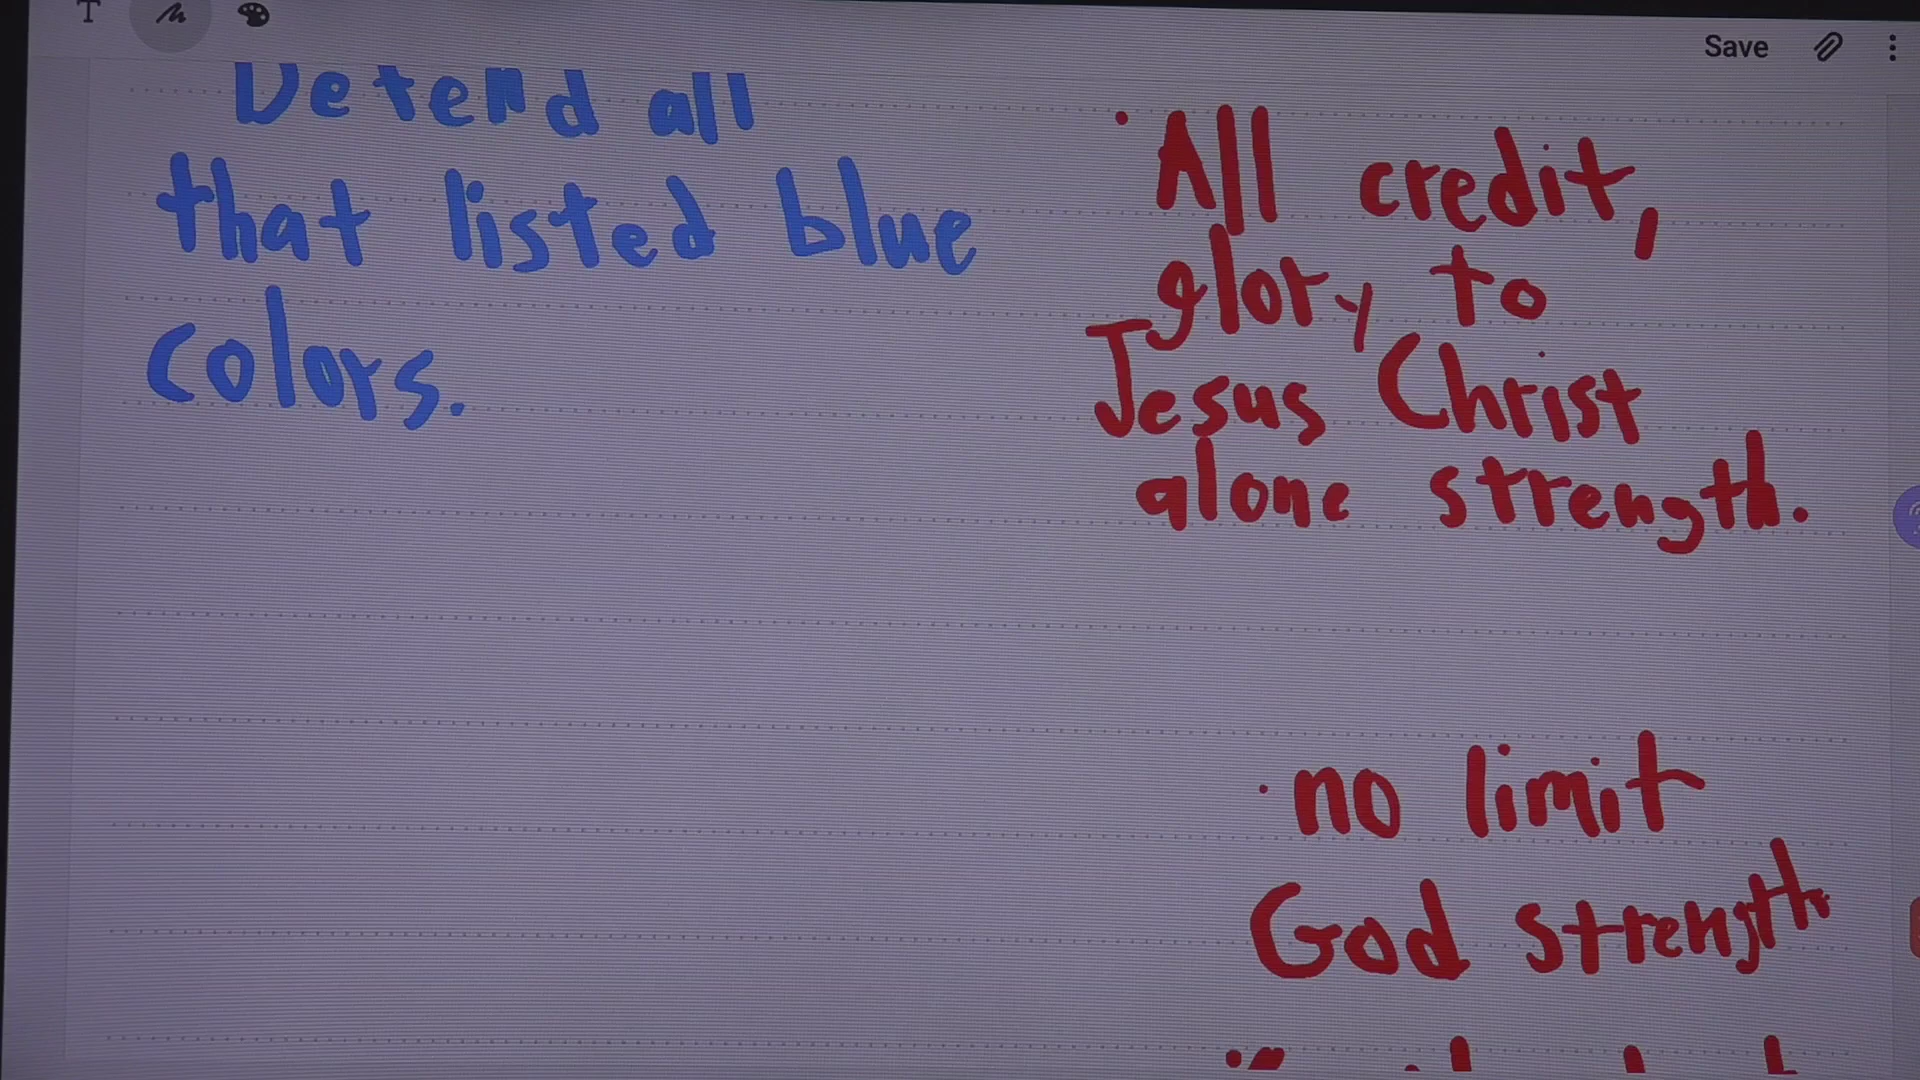 T
Save
Defend all
that listed blue
colors.
· All credit,
glory to
Jesus Christ
alone strength.
· no limit
God strength